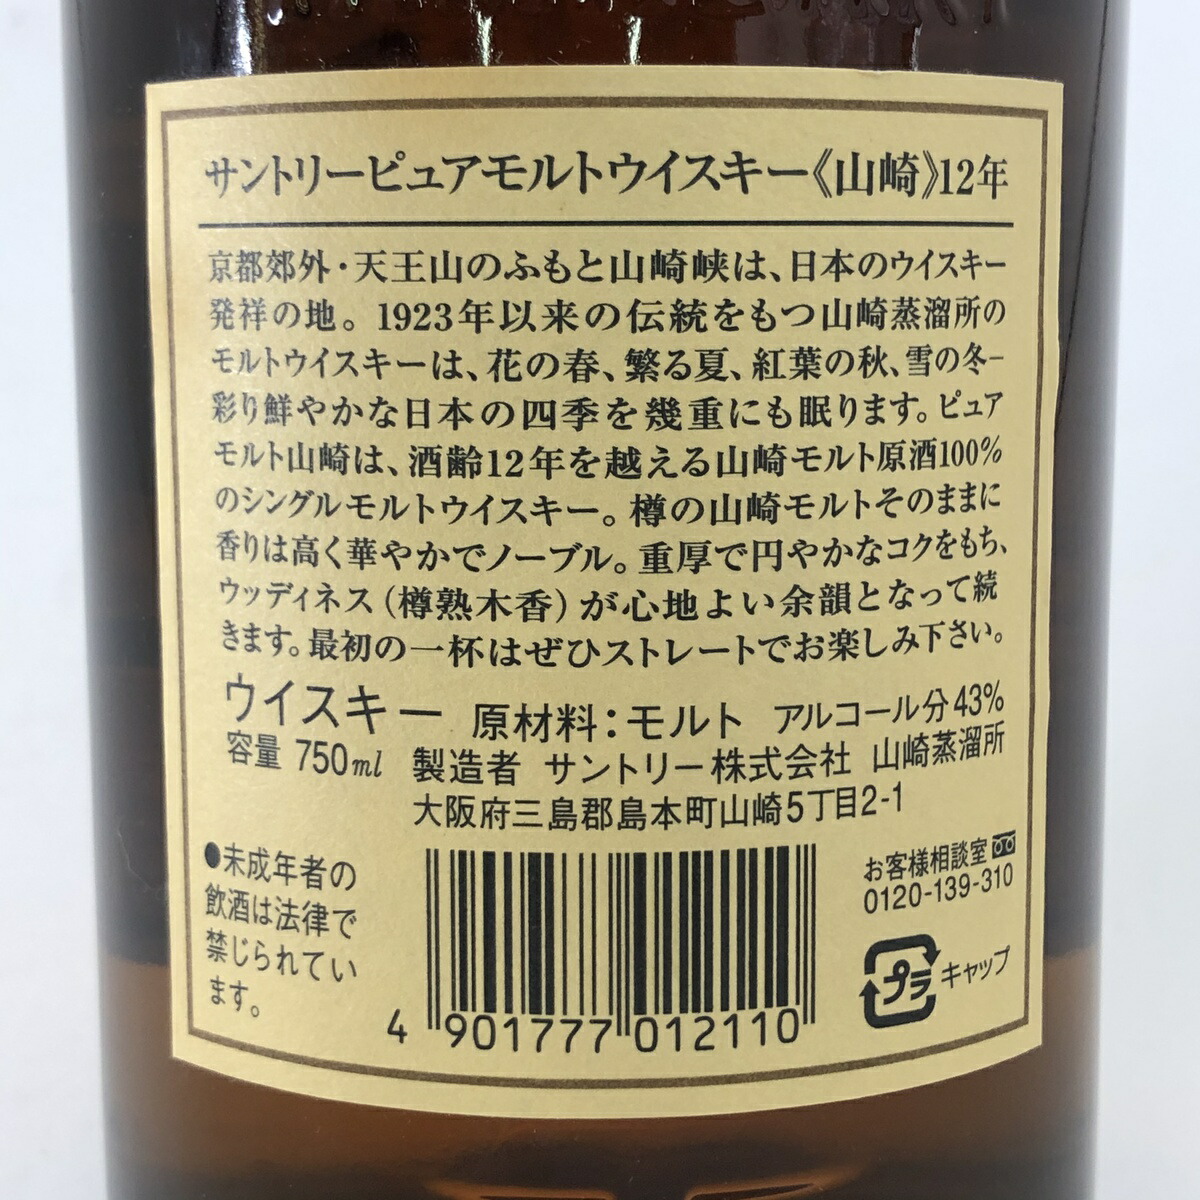 サントリーピュアモルトウイスキー《山崎》12年
京都郊外・天王山のふもと山崎峡は、日本のウイスキー
発祥の地。1923年以来の伝統をもつ山崎蒸溜所の
モルトウイスキーは、花の春、繁る夏、紅葉の秋、雪の冬−
彩り鮮やかな日本の四季を幾重にも眠ります。ピュア
モルト山崎は、酒齢12年を越える山崎モルト原酒100%
のシングルモルトウイスキー。樽の山崎モルトそのままに
香りは高く華やかでノーブル。重厚で円やかなコクをもち、
ウッディネス(樽熟木香)が心地よい余韻となって続
きます。最初の一杯はぜひストレートでお楽しみ下さい。
ウイスキー 原材料:モルト アルコール分43%
容量 750ml 製造者 サントリー株式会社 山崎蒸溜所
大阪府三島郡島本町山崎5丁目2-1
●未成年者の
飲酒は法律で
禁じられてい
ます。
お客様相談室
0120-139-310
プラ キャップ
4 901777 012110